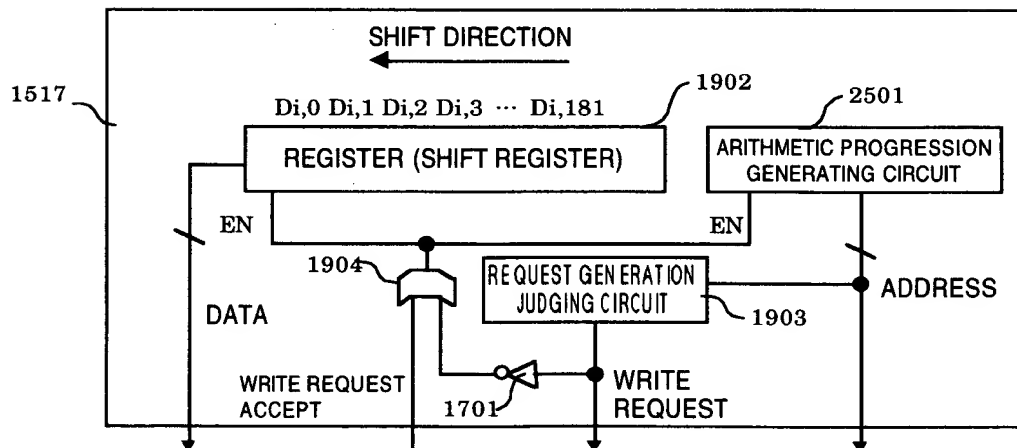 SHIFT DIRECTION
1517
1902
2501
Di,0 Di,1 Di,2 Di,3 ··· Di,181
REGISTER (SHIFT REGISTER)
ARITHMETIC PROGRESSION
GENERATING CIRCUIT
EN
EN
1904
REQUEST GENERATION
JUDGING CIRCUIT
ADDRESS
1903
DATA
WRITE REQUEST
ACCEPT
1701
WRITE
REQUEST